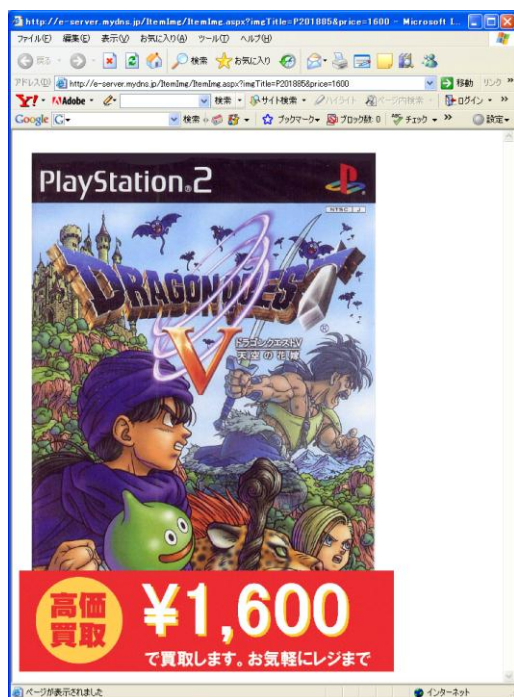 http://e-server.mydns.jp/ItemImg/ItemImg.aspx?imgTitle=P201885&price=1600 - Microsoft I...
ファイル(F) 編集(E) 表示(V) お気に入り(A) ツール(T) ヘルプ(H)
戻る 検索 お気に入り
アドレス(D) http://e-server.mydns.jp/ItemImg/ItemImg.aspx?imgTitle=P201885&price=1600 移動 リンク »
Y! Adobe 検索 サイト検索 ハイライト ページ内検索 ログイン »
Google G 検索 ブックマーク ブロック数: 0 チェック » 設定
PlayStation®2
NTSC J
DRAGON QUEST
®
V
ドラゴンクエストV
天空の花嫁
高価
買取
¥1,600
で買取します。お気軽にレジまで
ページが表示されました インターネット